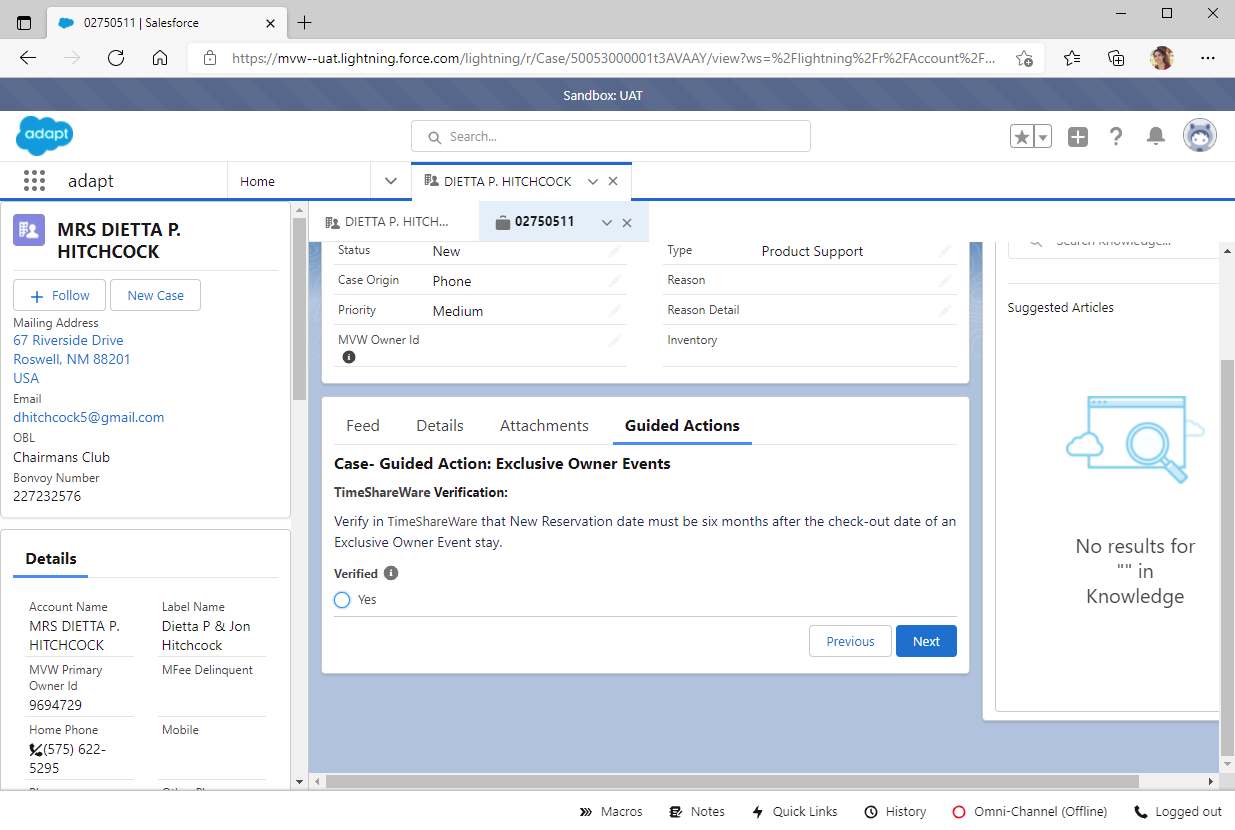 02750511 | Salesforce
https://mvw--uat.lightning.force.com/lightning/r/Case/50053000001t3AVAAY/view?ws=%2Flightning%2Fr%2FAccount%2F...
Sandbox: UAT
adapt
Search...
adapt
Home
DIETTA P. HITCHCOCK
MRS DIETTA P.
HITCHCOCK
Follow
New Case
Mailing Address
67 Riverside Drive
Roswell, NM 88201
USA
Email
dhitchcock5@gmail.com
OBL
Chairmans Club
Bonvoy Number
227232576
Details
Account Name
MRS DIETTA P.
HITCHCOCK
Label Name
Dietta P & Jon
Hitchcock
MVW Primary
Owner Id
9694729
MFee Delinquent
Home Phone
(575) 622-
5295
Mobile
DIETTA P. HITCH...
02750511
Status
New
Type
Product Support
Case Origin
Phone
Reason
Priority
Medium
Reason Detail
MVW Owner Id
Inventory
Feed
Details
Attachments
Guided Actions
Case- Guided Action: Exclusive Owner Events
TimeShareWare Verification:
Verify in TimeShareWare that New Reservation date must be six months after the check-out date of an
Exclusive Owner Event stay.
Verified
Yes
Previous
Next
Search Knowledge...
Suggested Articles
No results for
"" in
Knowledge
Macros
Notes
Quick Links
History
Omni-Channel (Offline)
Logged out